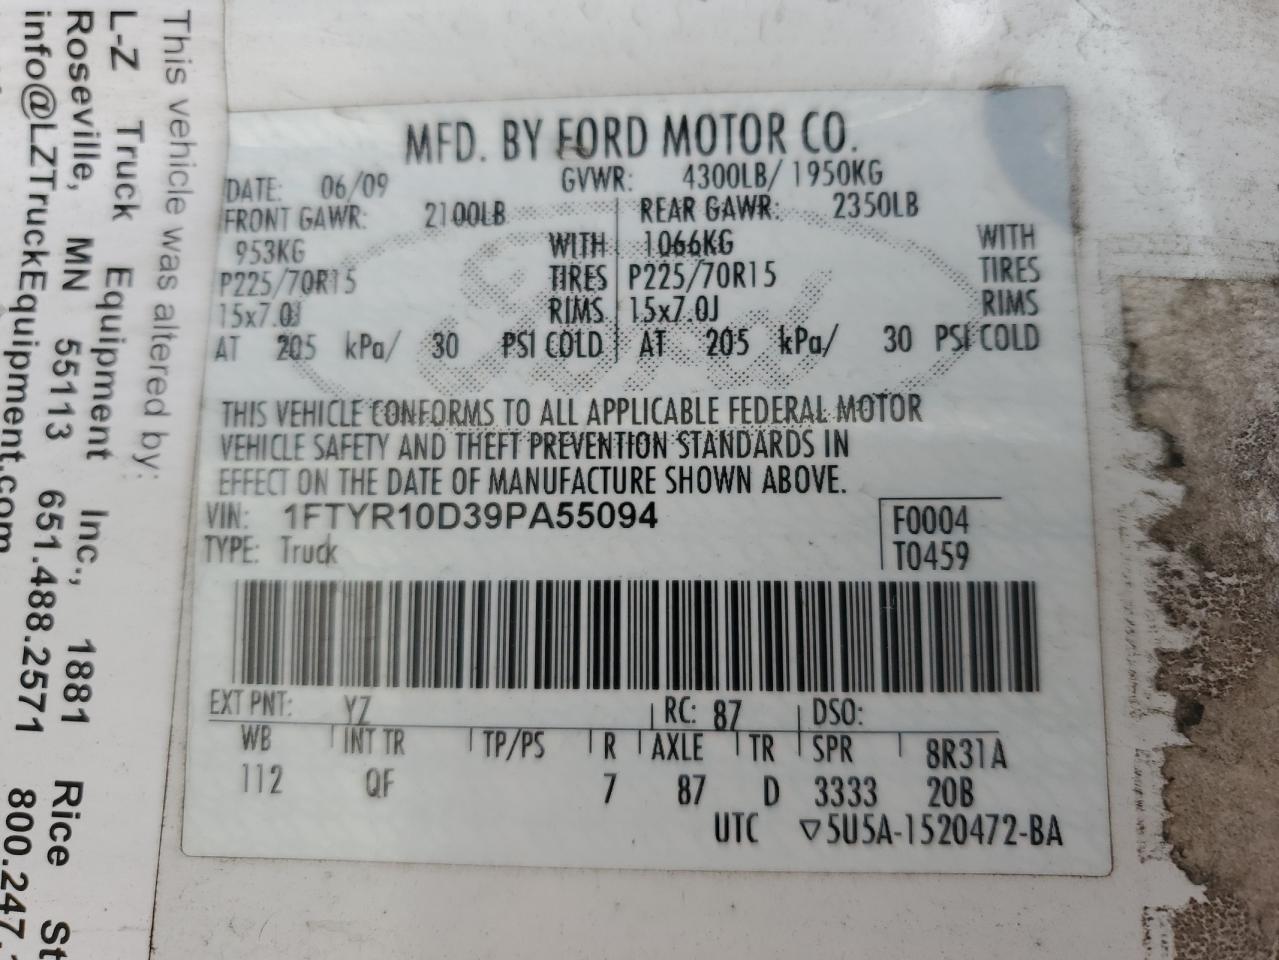 MFD. BY FORD MOTOR CO.
DATE: 06/09 GVWR: 4300LB/ 1950KG
FRONT GAWR: 2100LB REAR GAWR: 2350LB
953KG WITH 1066KG WITH
P225/70R15 TIRES P225/70R15 TIRES
15x7.0J RIMS 15x7.0J RIMS
AT 205 kPa/ 30 PSI COLD AT 205 kPa/ 30 PSI COLD
THIS VEHICLE CONFORMS TO ALL APPLICABLE FEDERAL MOTOR
VEHICLE SAFETY AND THEFT PREVENTION STANDARDS IN
EFFECT ON THE DATE OF MANUFACTURE SHOWN ABOVE.
VIN: 1FTYR10D39PA55094 F0004
TYPE: Truck T0459
EXT PNT: YZ RC: 87 DSO:
WB INT TR TP/PS R AXLE TR SPR 8R31A
112 QF 7 87 D 3333 20B
UTC ▽5U5A-1520472-BA
This vehicle was altered by:
L-Z Truck Equipment Inc., 1881 Rice St
Roseville, MN 55113 651.488.2571 800.247.
info@LZTruckEquipment.com